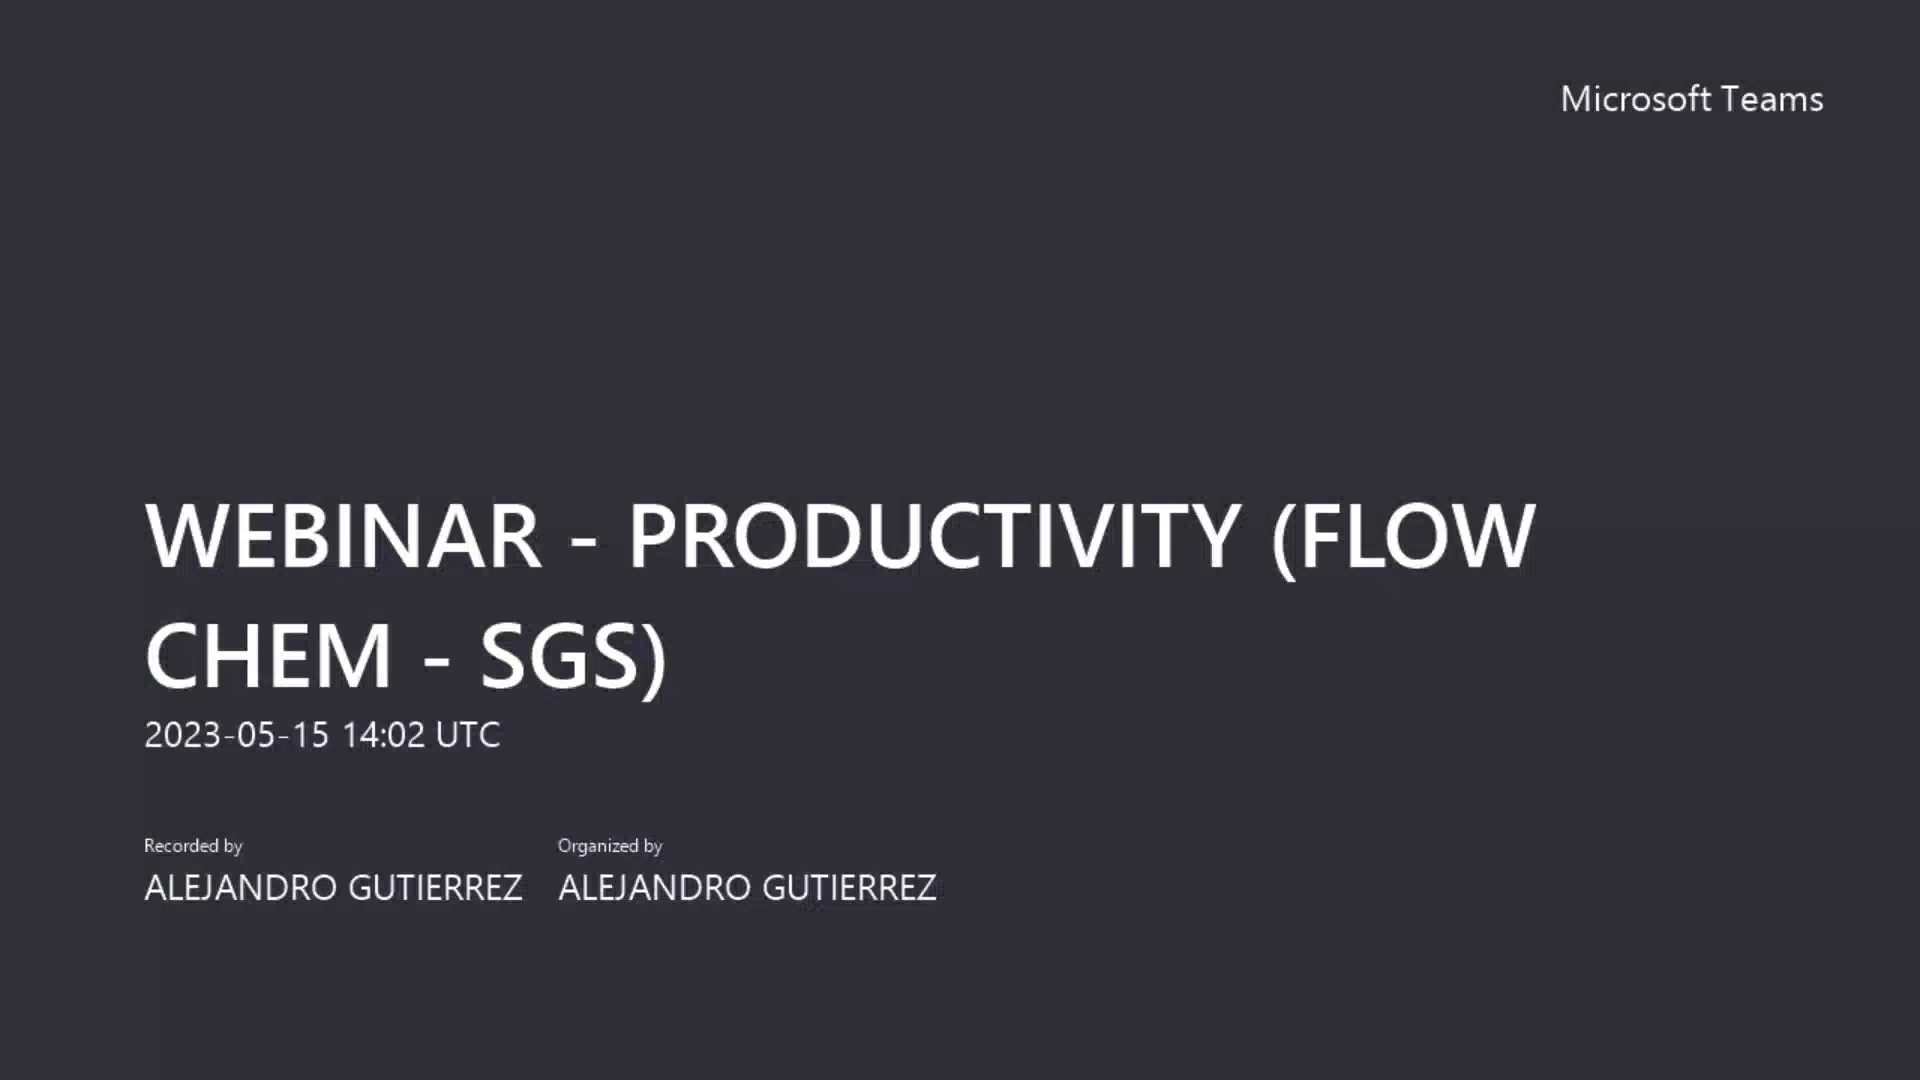 Microsoft Teams
WEBINAR - PRODUCTIVITY (FLOW
CHEM - SGS)
2023-05-15 14:02 UTC
Recorded by
ALEJANDRO GUTIERREZ
Organized by
ALEJANDRO GUTIERREZ